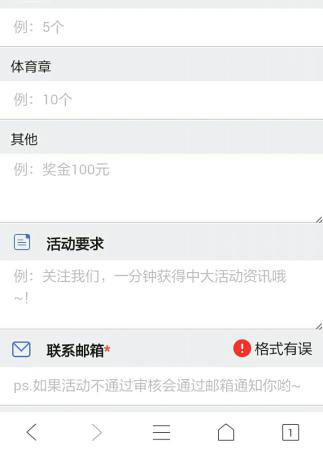 例：5个
体育章
例：10个
其他
例：奖金100元
活动要求
例：关注我们，一分钟获得中大活动资讯哦
~！
联系邮箱* 格式有误
ps.如果活动不通过审核会通过邮箱通知你哟~
1